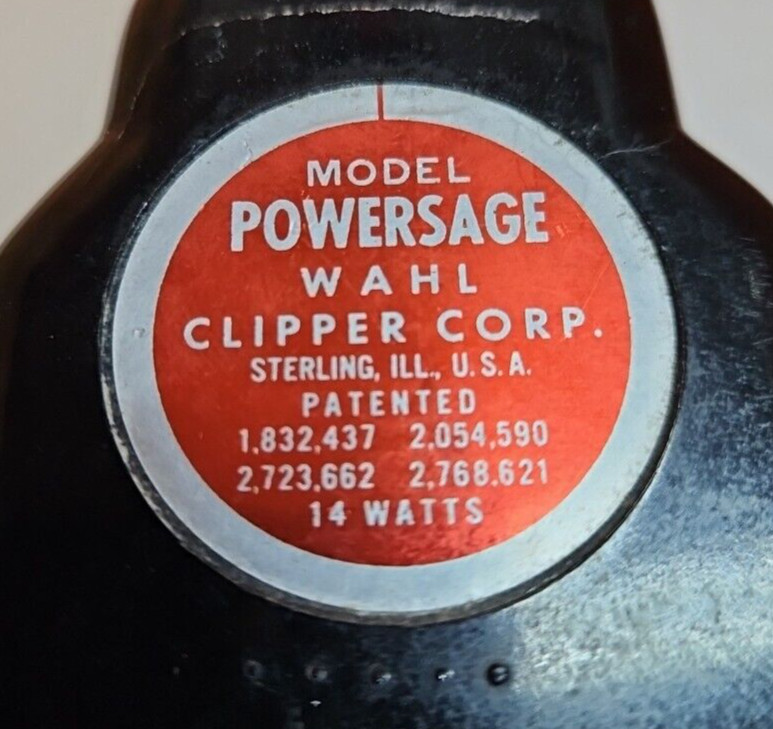 MODEL
POWERSAGE
WAHL
CLIPPER CORP.
STERLING, ILL., U.S.A.
PATENTED
1,832,437 2,054,590
2,723,662 2,768,621
14 WATTS